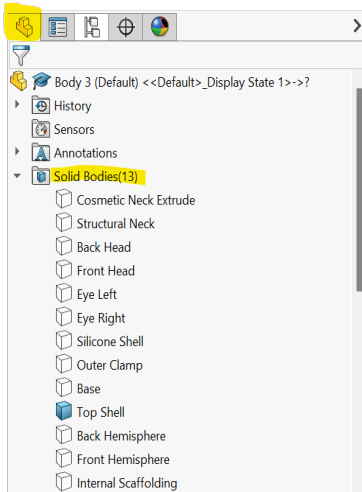 Body 3 (Default) <<Default>_Display State 1>->?
History
Sensors
Annotations
Solid Bodies(13)
Cosmetic Neck Extrude
Structural Neck
Back Head
Front Head
Eye Left
Eye Right
Silicone Shell
Outer Clamp
Base
Top Shell
Back Hemisphere
Front Hemisphere
Internal Scaffolding